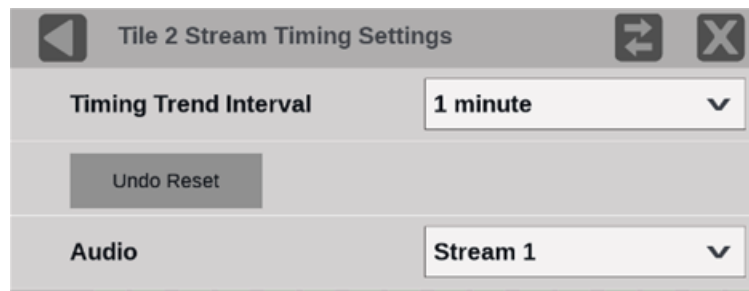 Tile 2 Stream Timing Settings
Timing Trend Interval 1 minute
Undo Reset
Audio Stream 1